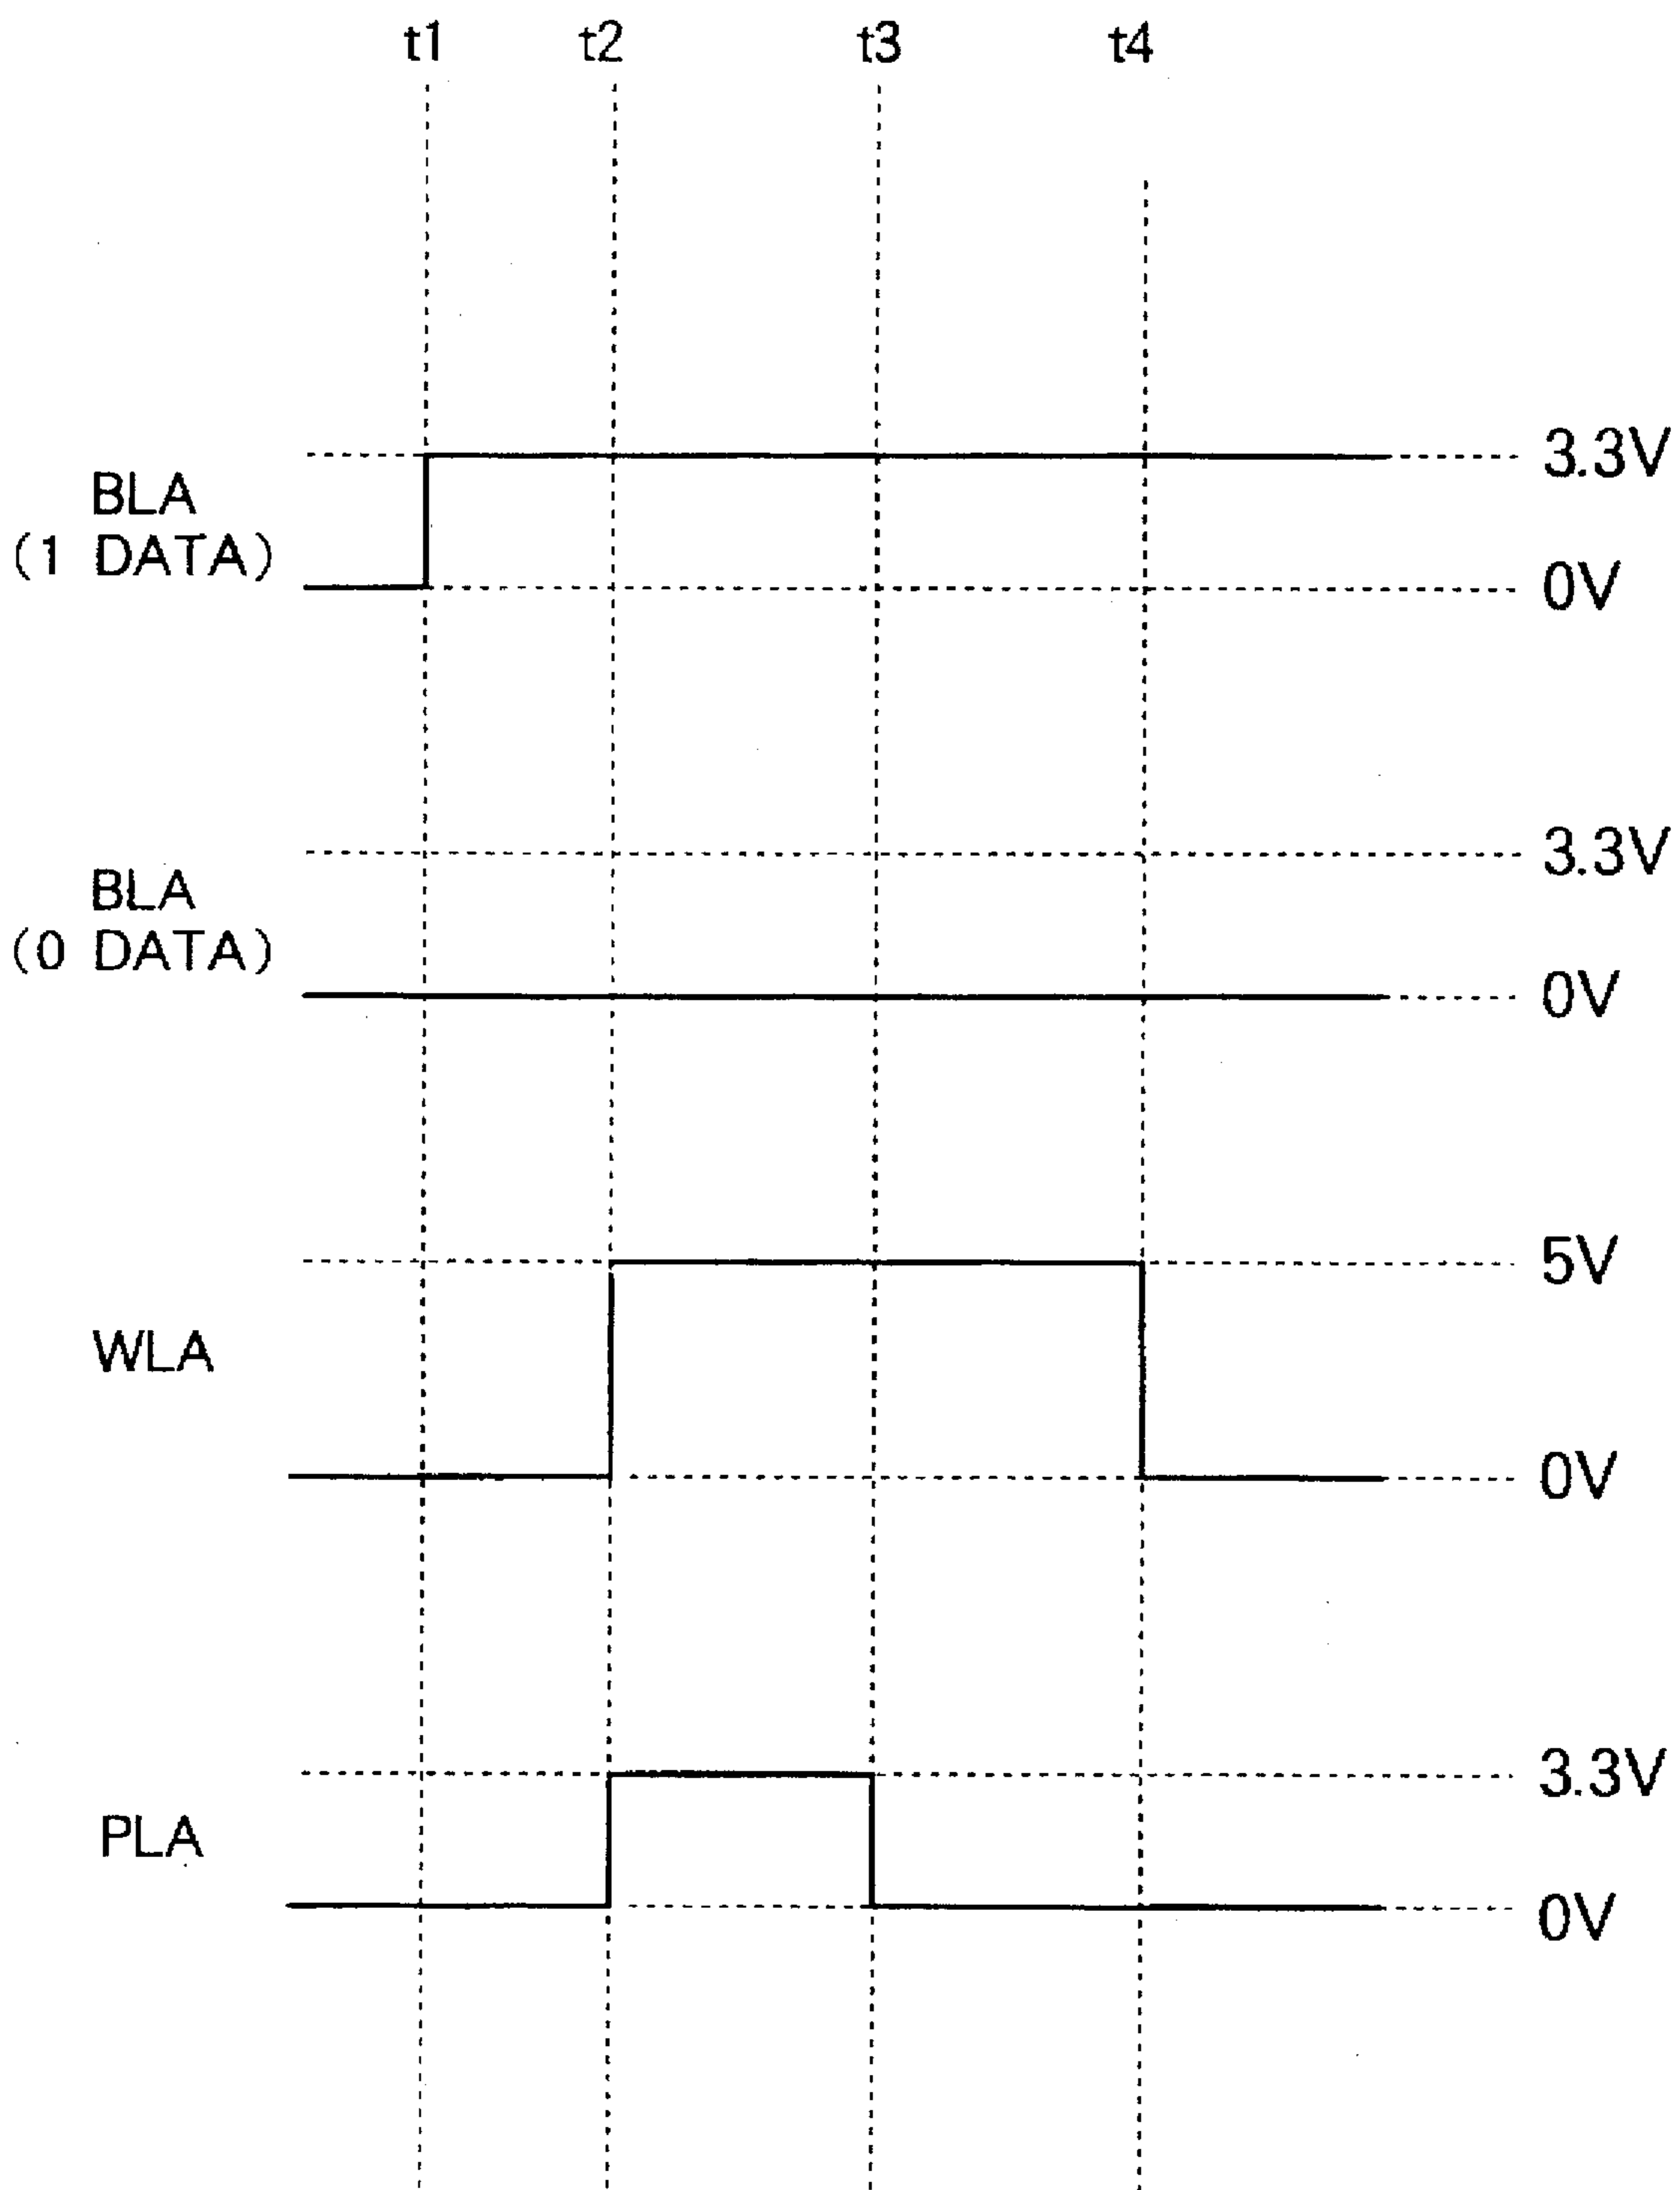 t1 t2 t3 t4
3.3V
BLA
(1 DATA)
0V
3.3V
BLA
(0 DATA)
0V
5V
WLA
0V
3.3V
PLA
0V